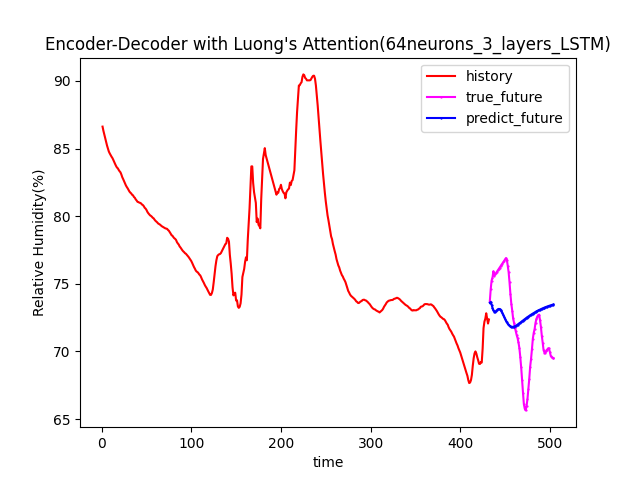 Encoder-Decoder with Luong's Attention(64neurons_3_layers_LSTM)
history
true_future
predict_future
90
85
80
75
70
65
Relative Humidity(%)
0 100 200 300 400 500
time